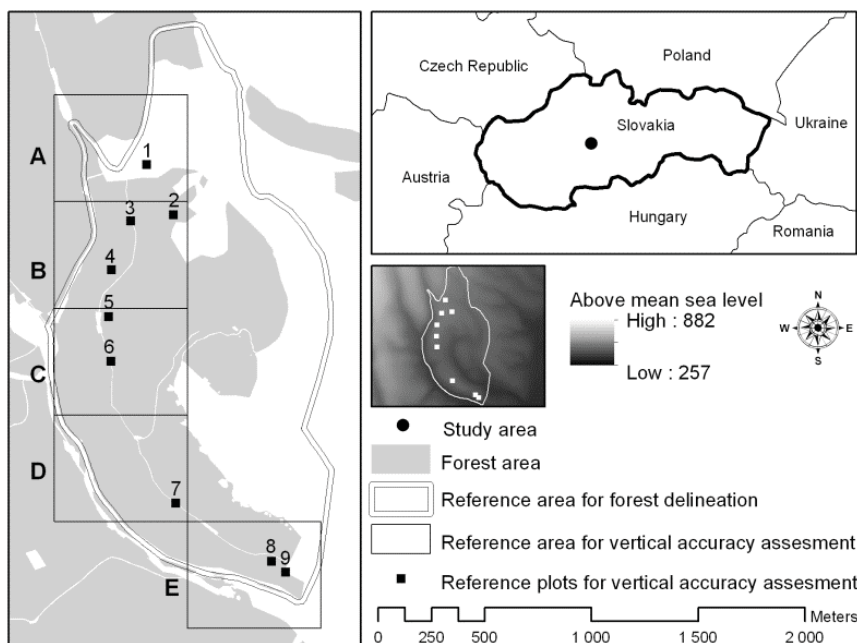 A
B
C
D
E
1
2
3
4
5
6
7
8
9
Czech Republic
Poland
Slovakia
Ukraine
Austria
Hungary
Romania
Above mean sea level
High : 882
Low : 257
N
W
E
S
Study area
Forest area
Reference area for forest delineation
Reference area for vertical accuracy assesment
Reference plots for vertical accuracy assesment
Meters
0 250 500 1 000 1 500 2 000